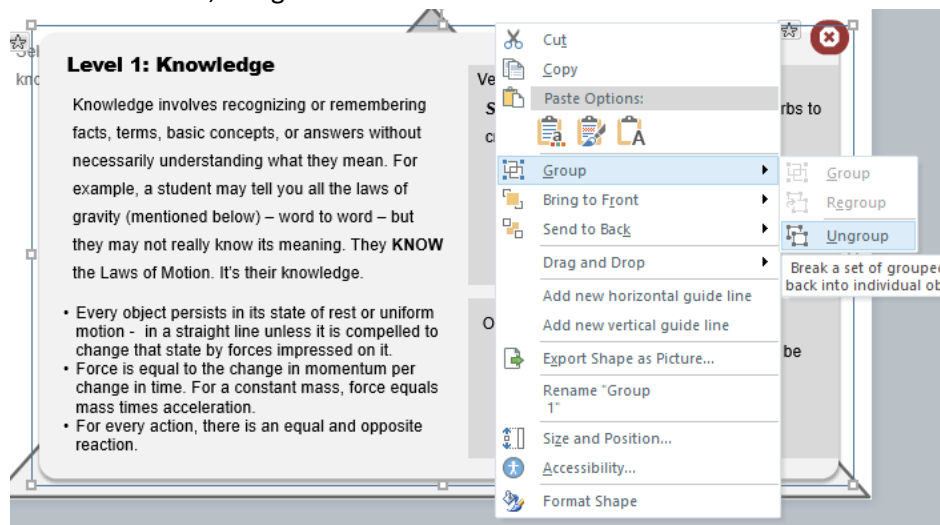 Level 1: Knowledge
Knowledge involves recognizing or remembering
facts, terms, basic concepts, or answers without
necessarily understanding what they mean. For
example, a student may tell you all the laws of
gravity (mentioned below) – word to word – but
they may not really know its meaning. They KNOW
the Laws of Motion. It's their knowledge.
• Every object persists in its state of rest or uniform
motion - in a straight line unless it is compelled to
change that state by forces impressed on it.
• Force is equal to the change in momentum per
change in time. For a constant mass, force equals
mass times acceleration.
• For every action, there is an equal and opposite
reaction.
Cut
Copy
Paste Options:
Group
Bring to Front
Send to Back
Drag and Drop
Add new horizontal guide line
Add new vertical guide line
Export Shape as Picture...
Rename "Group
1"
Size and Position...
Accessibility...
Format Shape
Group
Regroup
Ungroup
Break a set of grouped
back into individual
to
be